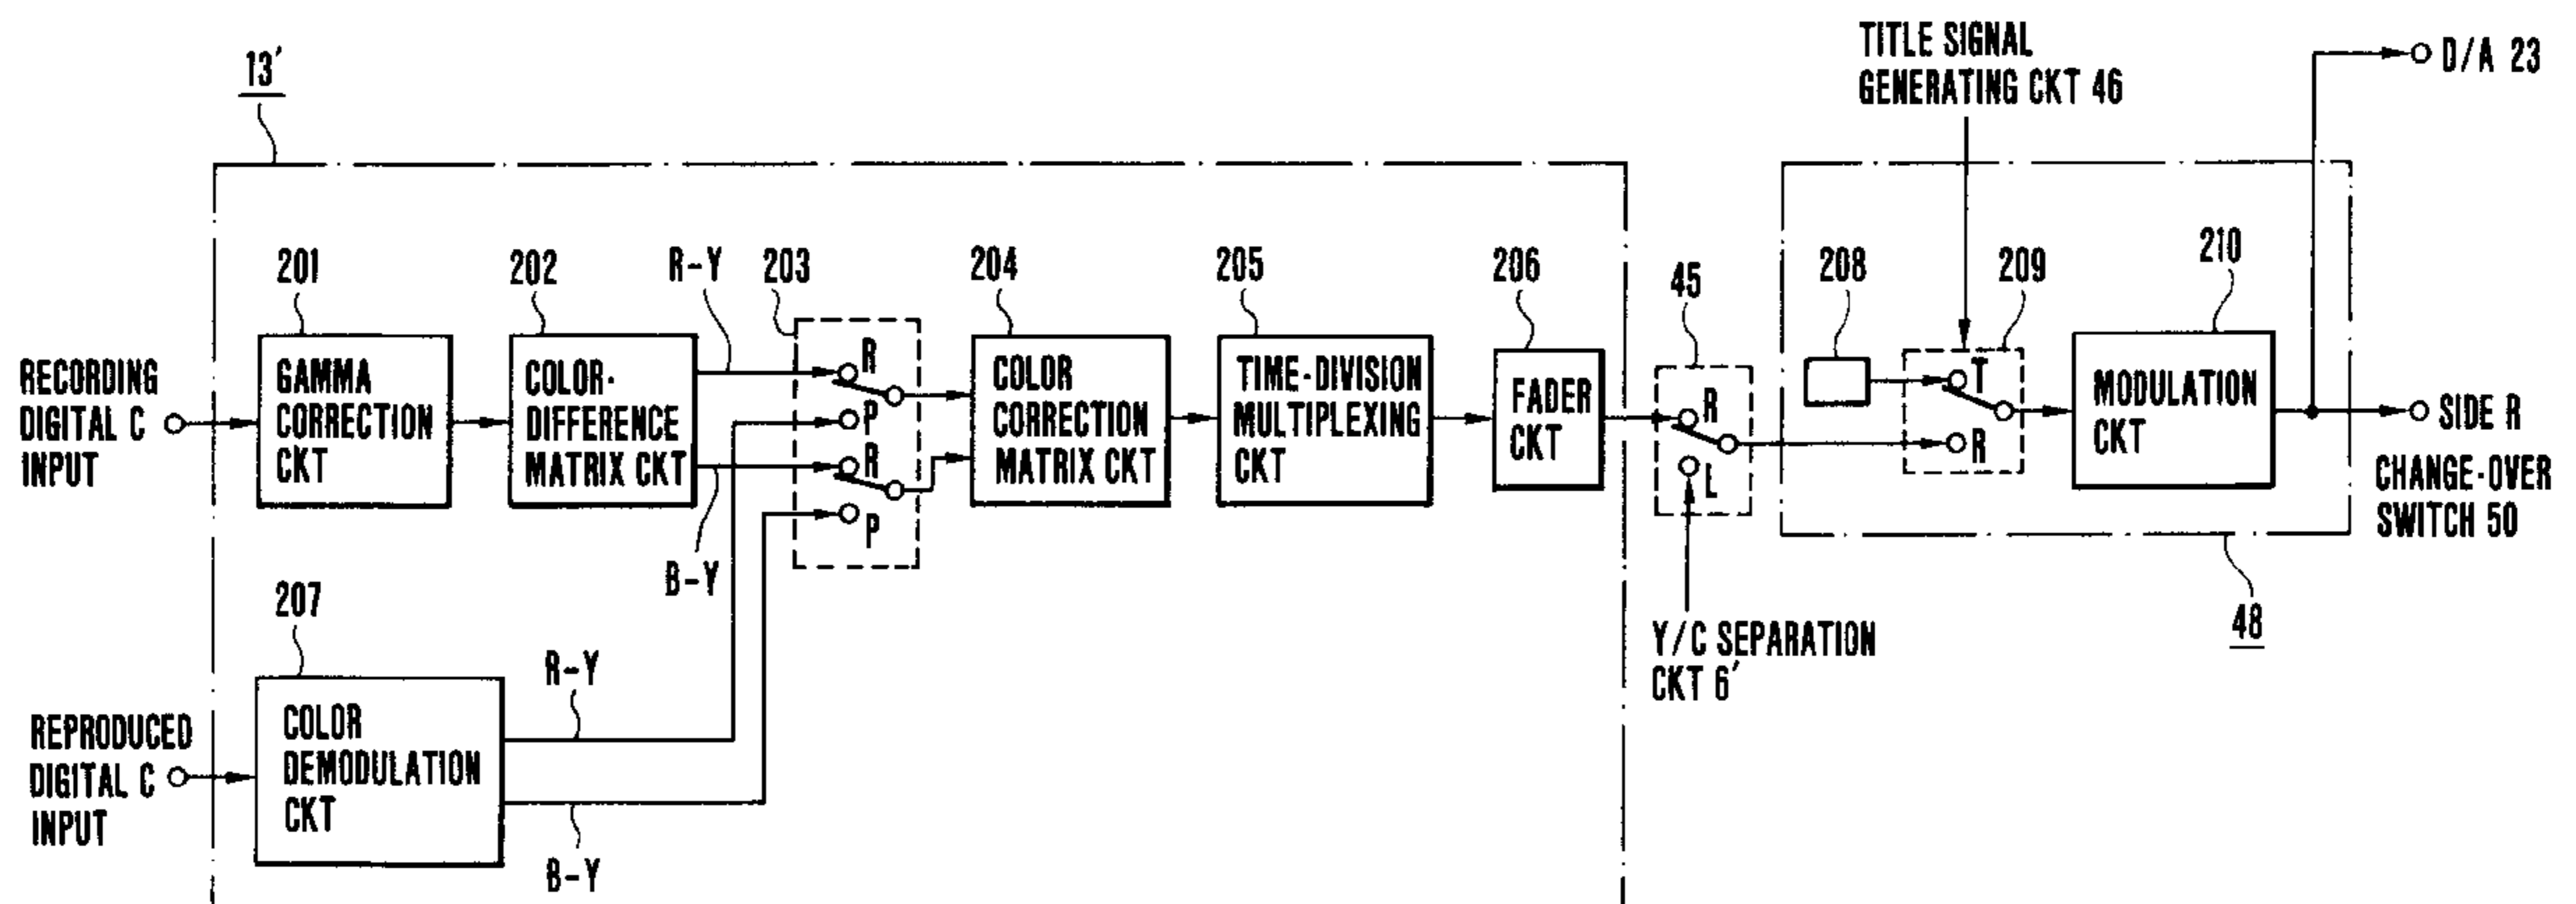 13′
TITLE SIGNAL
GENERATING CKT 46
D/A 23
201
202
R-Y
203
204
205
206
45
208
209
210
RECORDING
DIGITAL C
INPUT
GAMMA
CORRECTION
CKT
COLOR-
DIFFERENCE
MATRIX CKT
R
P
R
P
B-Y
COLOR
CORRECTION
MATRIX CKT
TIME-DIVISION
MULTIPLEXING
CKT
FADER
CKT
R
L
T
R
MODULATION
CKT
SIDE R
CHANGE-OVER
SWITCH 50
Y/C SEPARATION
CKT 6′
48
207
REPRODUCED
DIGITAL C
INPUT
COLOR
DEMODULATION
CKT
R-Y
B-Y